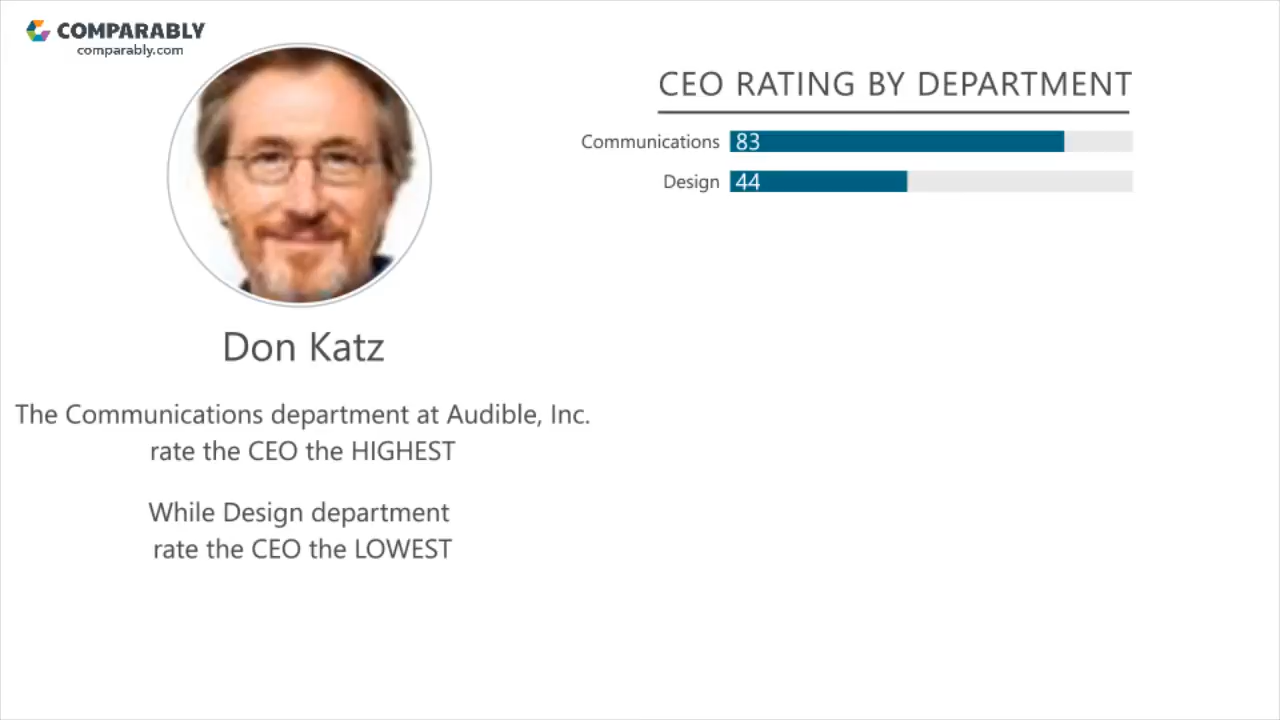 COMPARABLY
comparably.com
CEO RATING BY DEPARTMENT
Communications 83
Design 44
Don Katz
The Communications department at Audible, Inc.
rate the CEO the HIGHEST
While Design department
rate the CEO the LOWEST